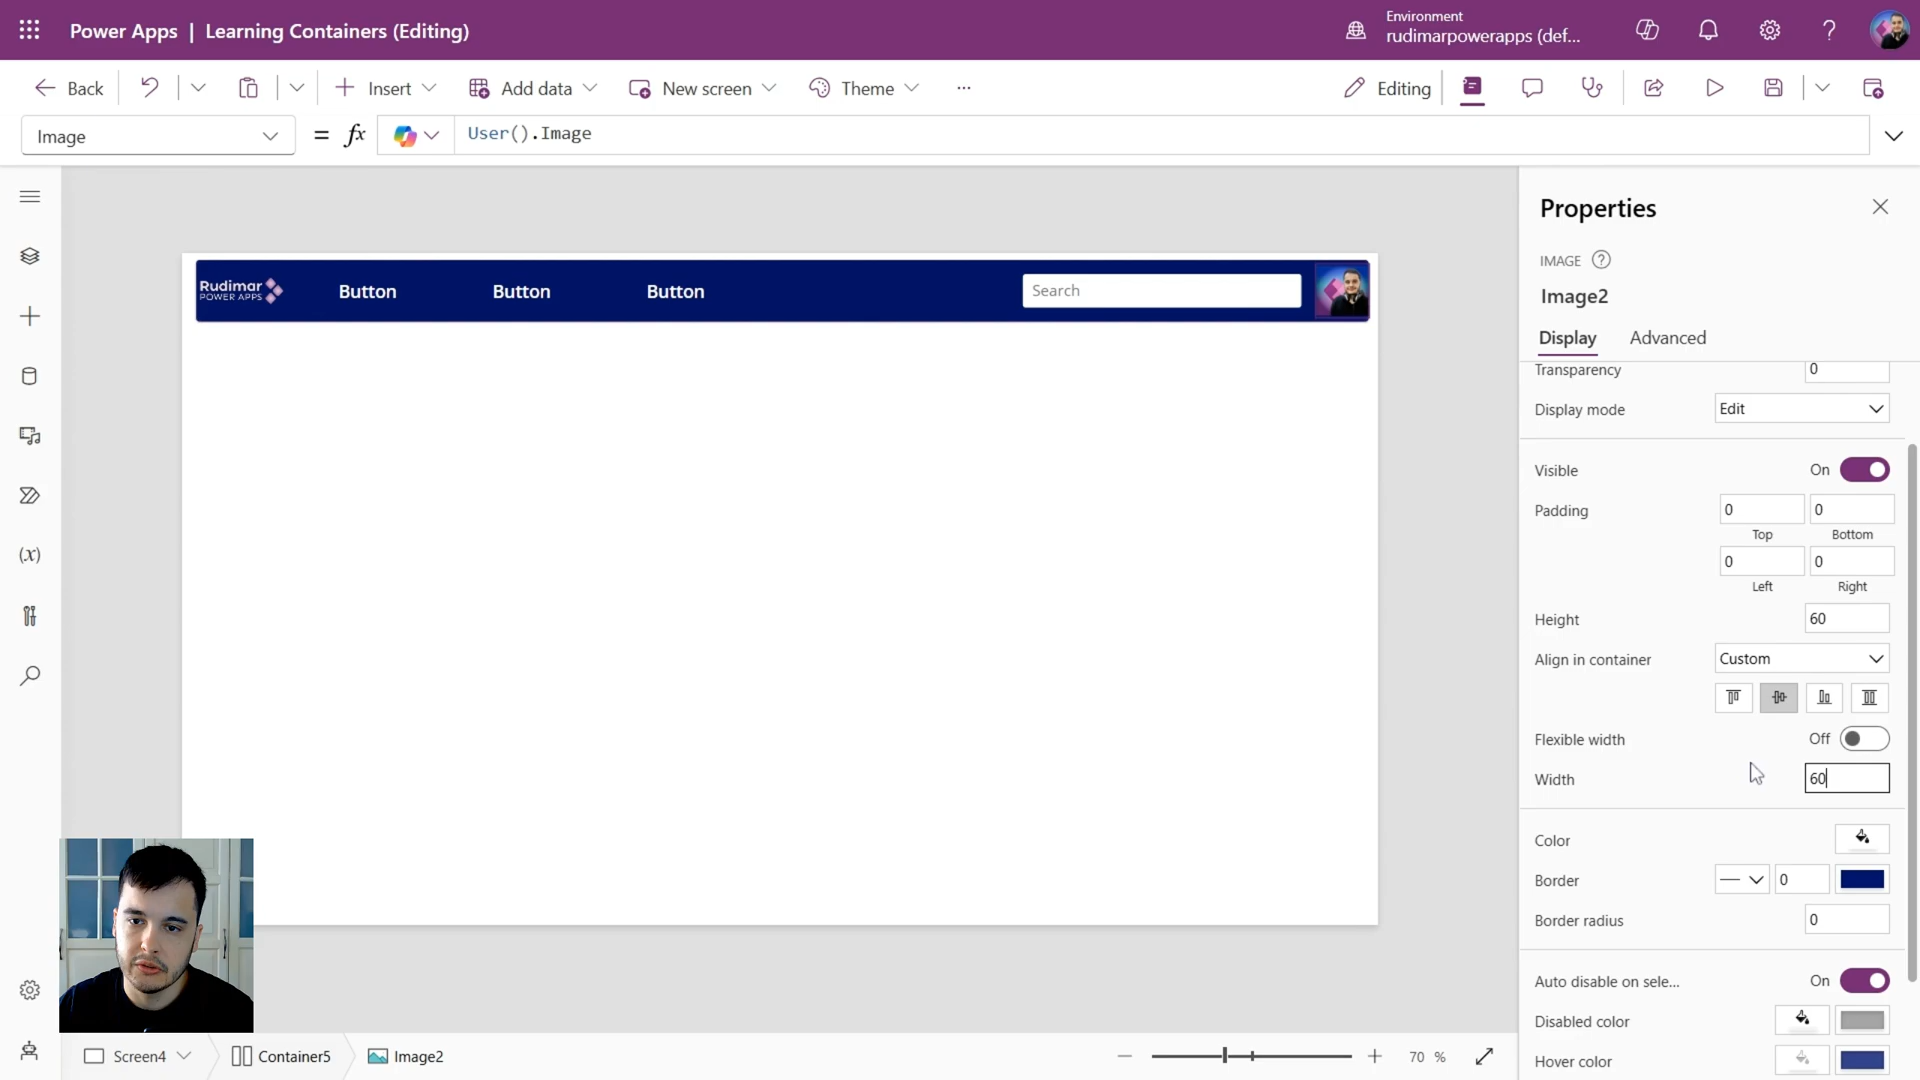 Power Apps | Learning Containers (Editing)
Environment
rudimarpowerapps (def...
Back
Insert
Add data
New screen
Theme
...
Editing
Image
= fx
User().Image
Rudimar
POWER APPS
Button
Button
Button
Search
Properties
IMAGE
Image2
Display
Advanced
Transparency
0
Display mode
Edit
Visible
On
Padding
0
0
Top
Bottom
0
0
Left
Right
Height
60
Align in container
Custom
Flexible width
Off
Width
60
Color
Border
0
Border radius
0
Auto disable on sele...
On
Disabled color
Hover color
(x)
Screen4
Container5
Image2
70 %